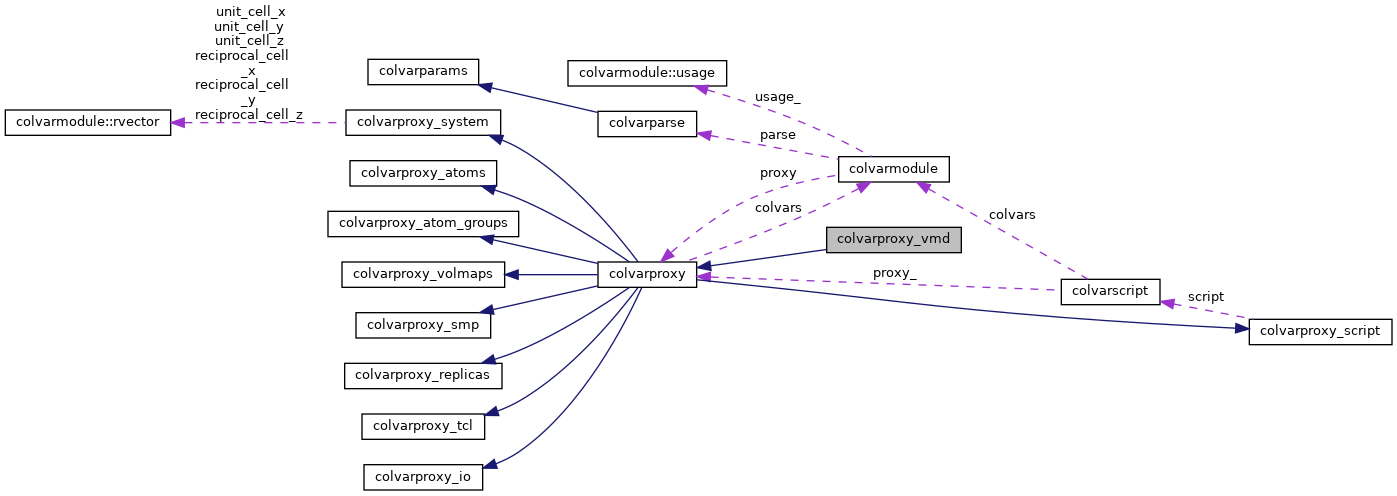 unit_cell_x
unit_cell_y
unit_cell_z
reciprocal_cell
_x
reciprocal_cell
_y
reciprocal_cell_z
colvarmodule::rvector
colvarparams
colvarproxy_system
colvarproxy_atoms
colvarproxy_atom_groups
colvarproxy_volmaps
colvarproxy_smp
colvarproxy_replicas
colvarproxy_tcl
colvarproxy_io
colvarmodule::usage
colvarparse
colvarproxy
usage_
parse
proxy
colvars
colvarmodule
colvarproxy_vmd
proxy_
colvars
colvarscript
script
colvarproxy_script